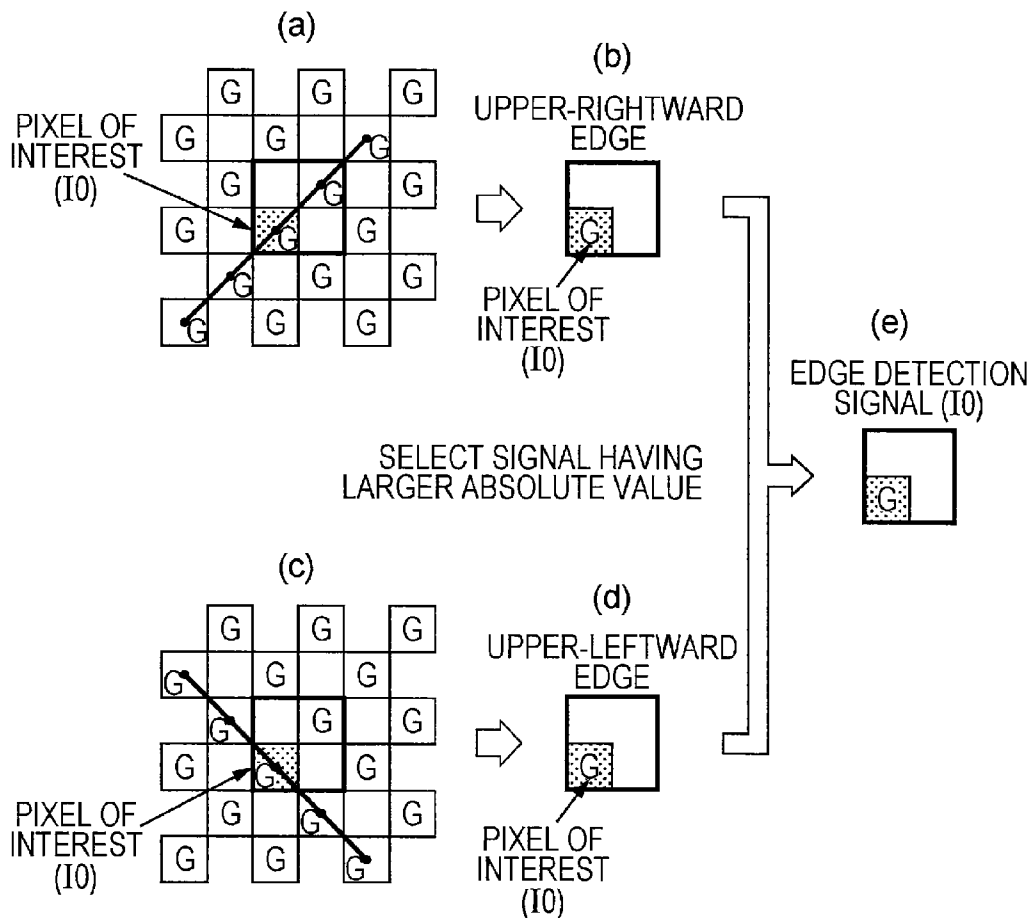 (a)
G G G
G G G
G G G
G G G
G G G
G G G
PIXEL OF
INTEREST
(I0)
(b)
UPPER-RIGHTWARD
EDGE
G
PIXEL OF
INTEREST
(I0)
SELECT SIGNAL HAVING
LARGER ABSOLUTE VALUE
(e)
EDGE DETECTION
SIGNAL (I0)
G
(c)
G G G
G G G
G G G
G G G
G G G
G G G
PIXEL OF
INTEREST
(I0)
(d)
UPPER-LEFTWARD
EDGE
G
PIXEL OF
INTEREST
(I0)